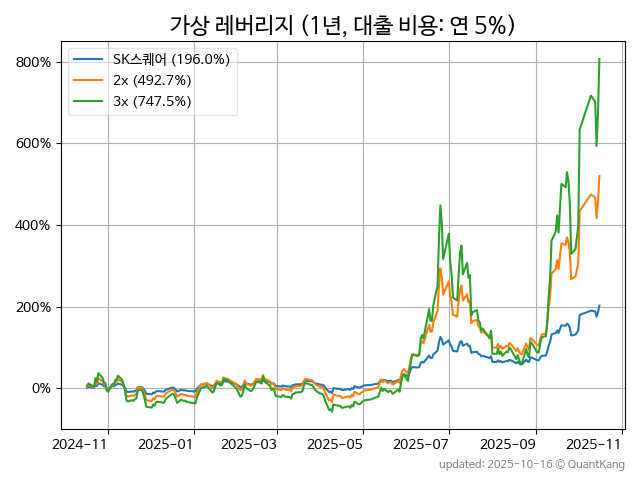 가상 레버리지 (1년, 대출 비용: 연 5%)
SK스퀘어 (196.0%)
2x (492.7%)
3x (747.5%)
800%
600%
400%
200%
0%
2024-11 2025-01 2025-03 2025-05 2025-07 2025-09 2025-11
updated: 2025-10-16 © QuantKang